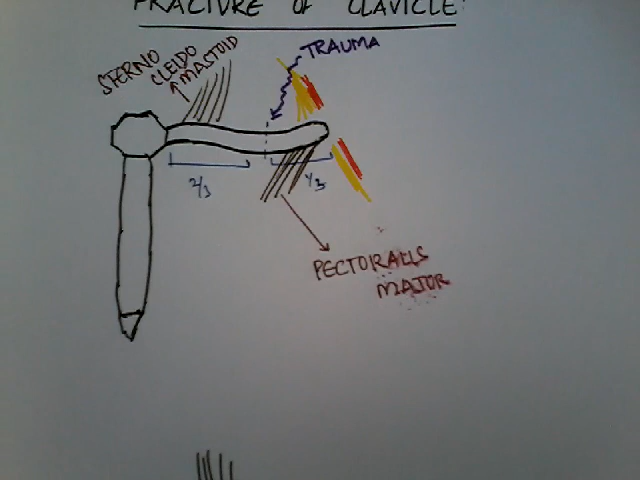 FRACTURE OF CLAVICLE
TRAUMA
STERNO
CLEIDO
MASTOID
2/3
1/3
PECTORALIS
MAJOR